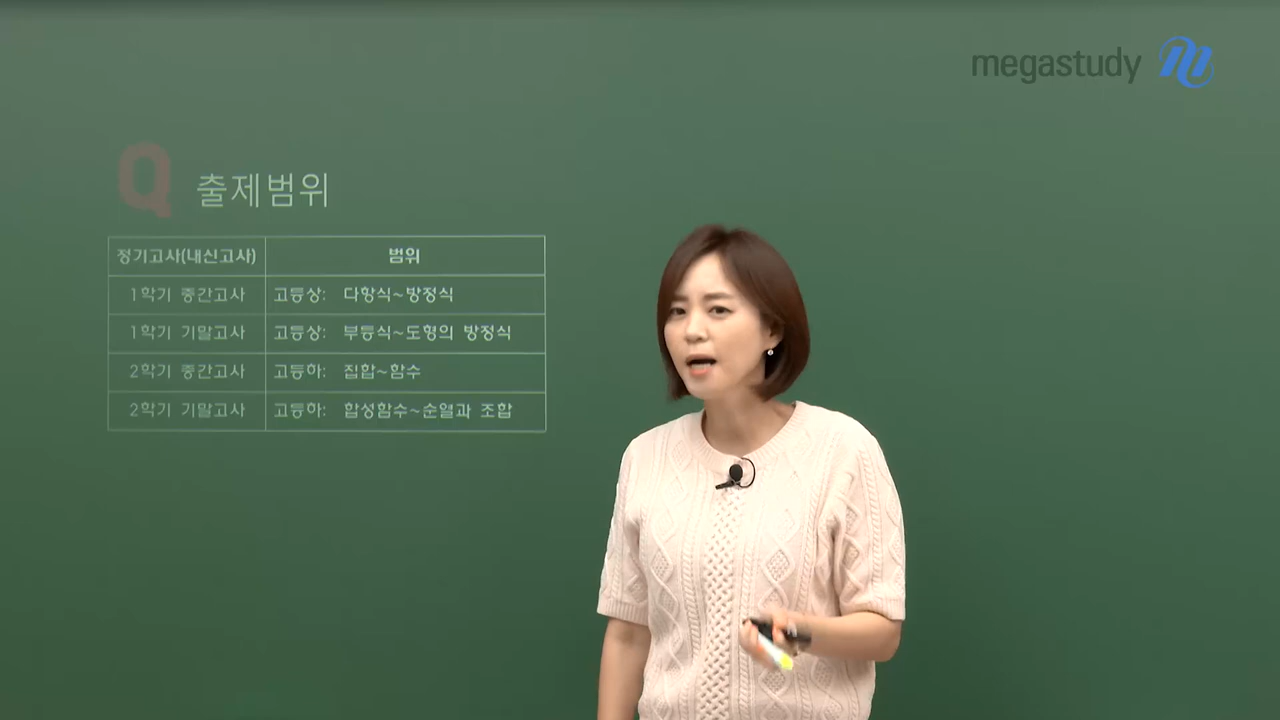 megastudy
Q 출제범위
정기고사(내신고사) 범위
1학기 중간고사 고등상: 다항식~방정식
1학기 기말고사 고등상: 부등식~도형의 방정식
2학기 중간고사 고등하: 집합~함수
2학기 기말고사 고등하: 합성함수~순열과 조합